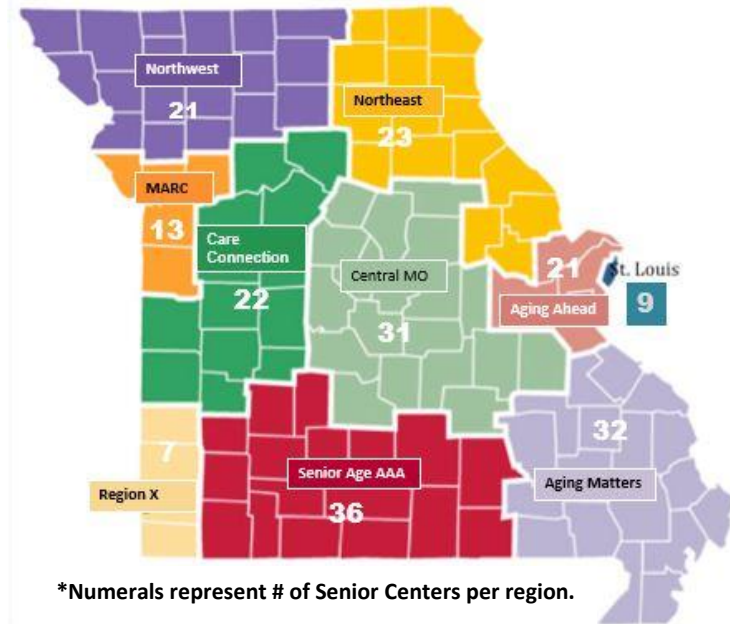 Northwest
21
Northeast
23
MARC
13
Care
Connection
22
Central MO
31
21
St. Louis
Aging Ahead
9
7
Region X
Senior Age AAA
36
32
Aging Matters
*Numerals represent # of Senior Centers per region.